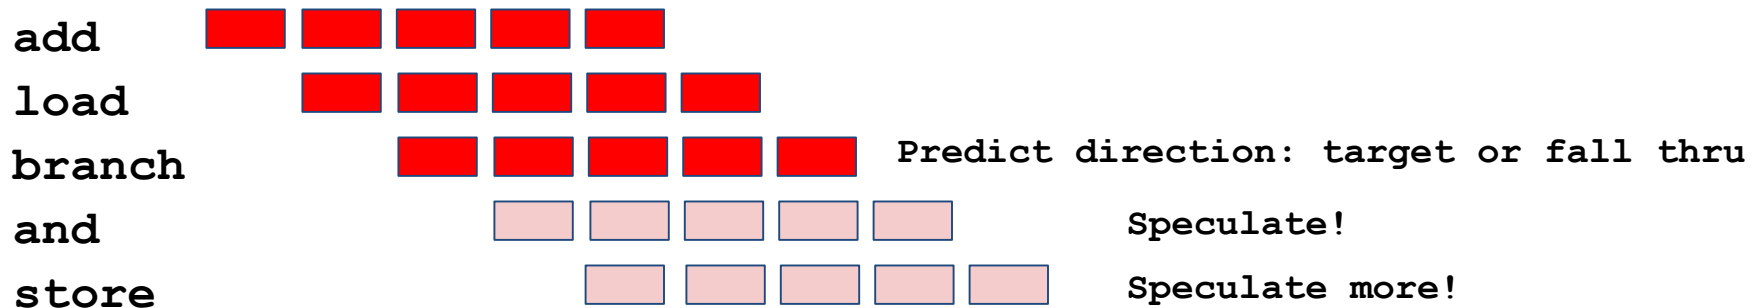 add
load
branch Predict direction: target or fall thru
and Speculate!
store Speculate more!